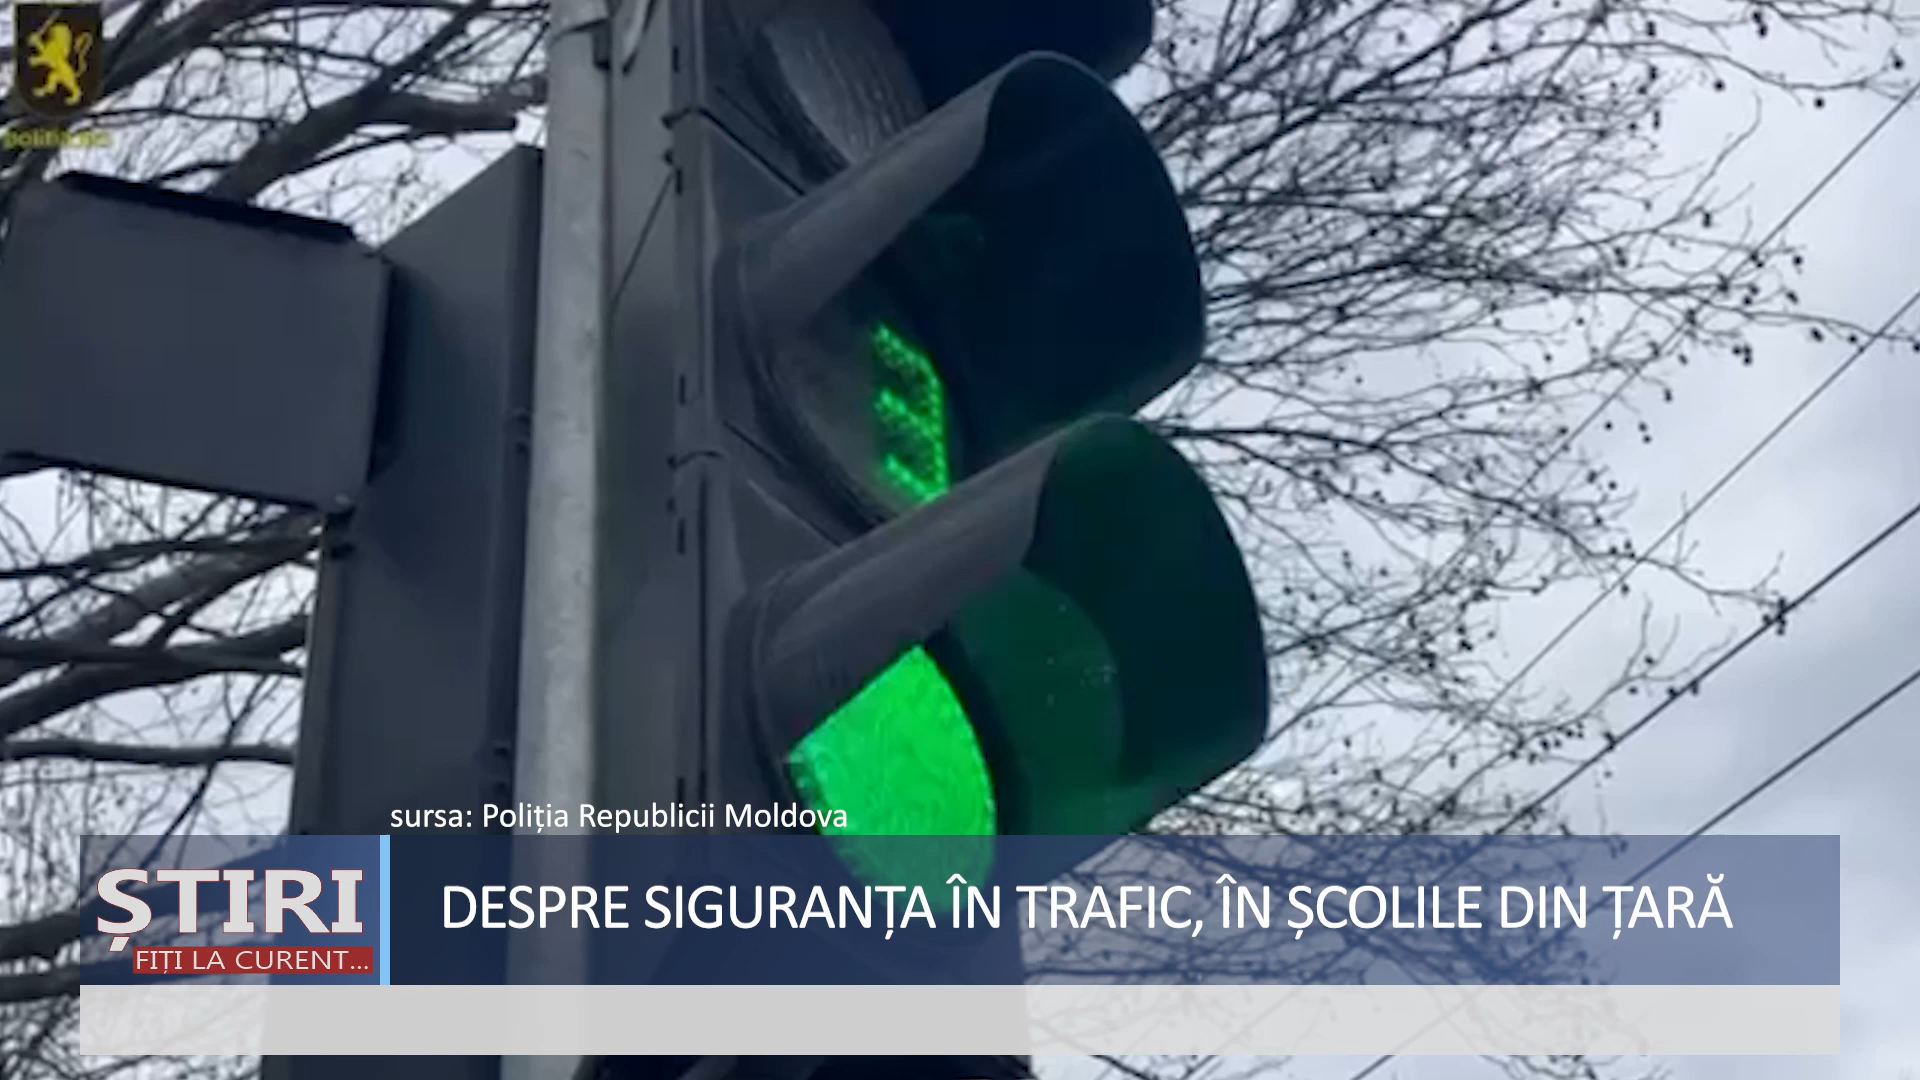 sursa: Poliția Republicii Moldova
ȘTIRI
FIȚI LA CURENT...
DESPRE SIGURANȚA ÎN TRAFIC, ÎN ȘCOLILE DIN ȚARĂ